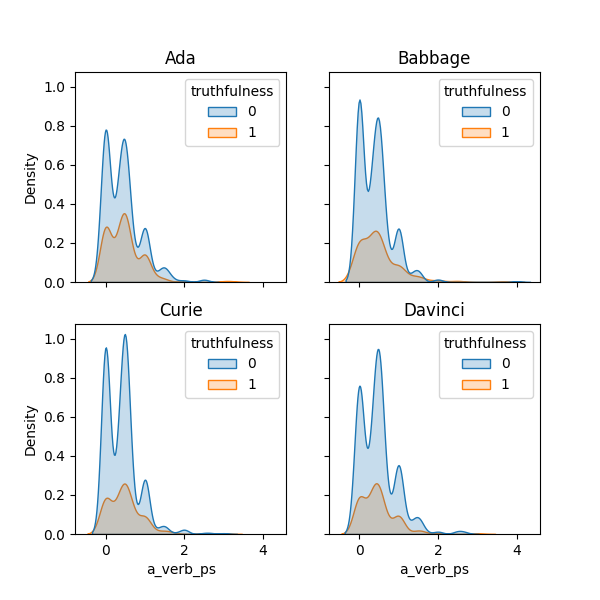 Ada
Babbage
truthfulness
0
1
truthfulness
0
1
1.0
0.8
0.6
0.4
0.2
0.0
Density
Curie
Davinci
truthfulness
0
1
truthfulness
0
1
1.0
0.8
0.6
0.4
0.2
0.0
Density
0 2 4
0 2 4
a_verb_ps
a_verb_ps